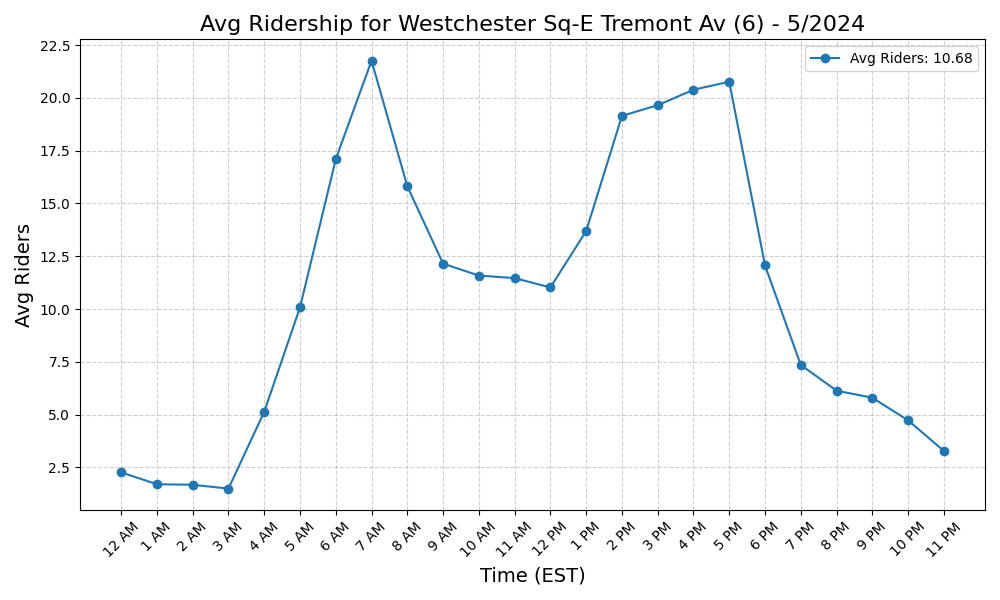 Avg Ridership for Westchester Sq-E Tremont Av (6) - 5/2024
Avg Riders: 10.68
22.5
20.0
17.5
15.0
12.5
10.0
7.5
5.0
2.5
Avg Riders
12 AM
1 AM
2 AM
3 AM
4 AM
5 AM
6 AM
7 AM
8 AM
9 AM
10 AM
11 AM
12 PM
1 PM
2 PM
3 PM
4 PM
5 PM
6 PM
7 PM
8 PM
9 PM
10 PM
11 PM
Time (EST)